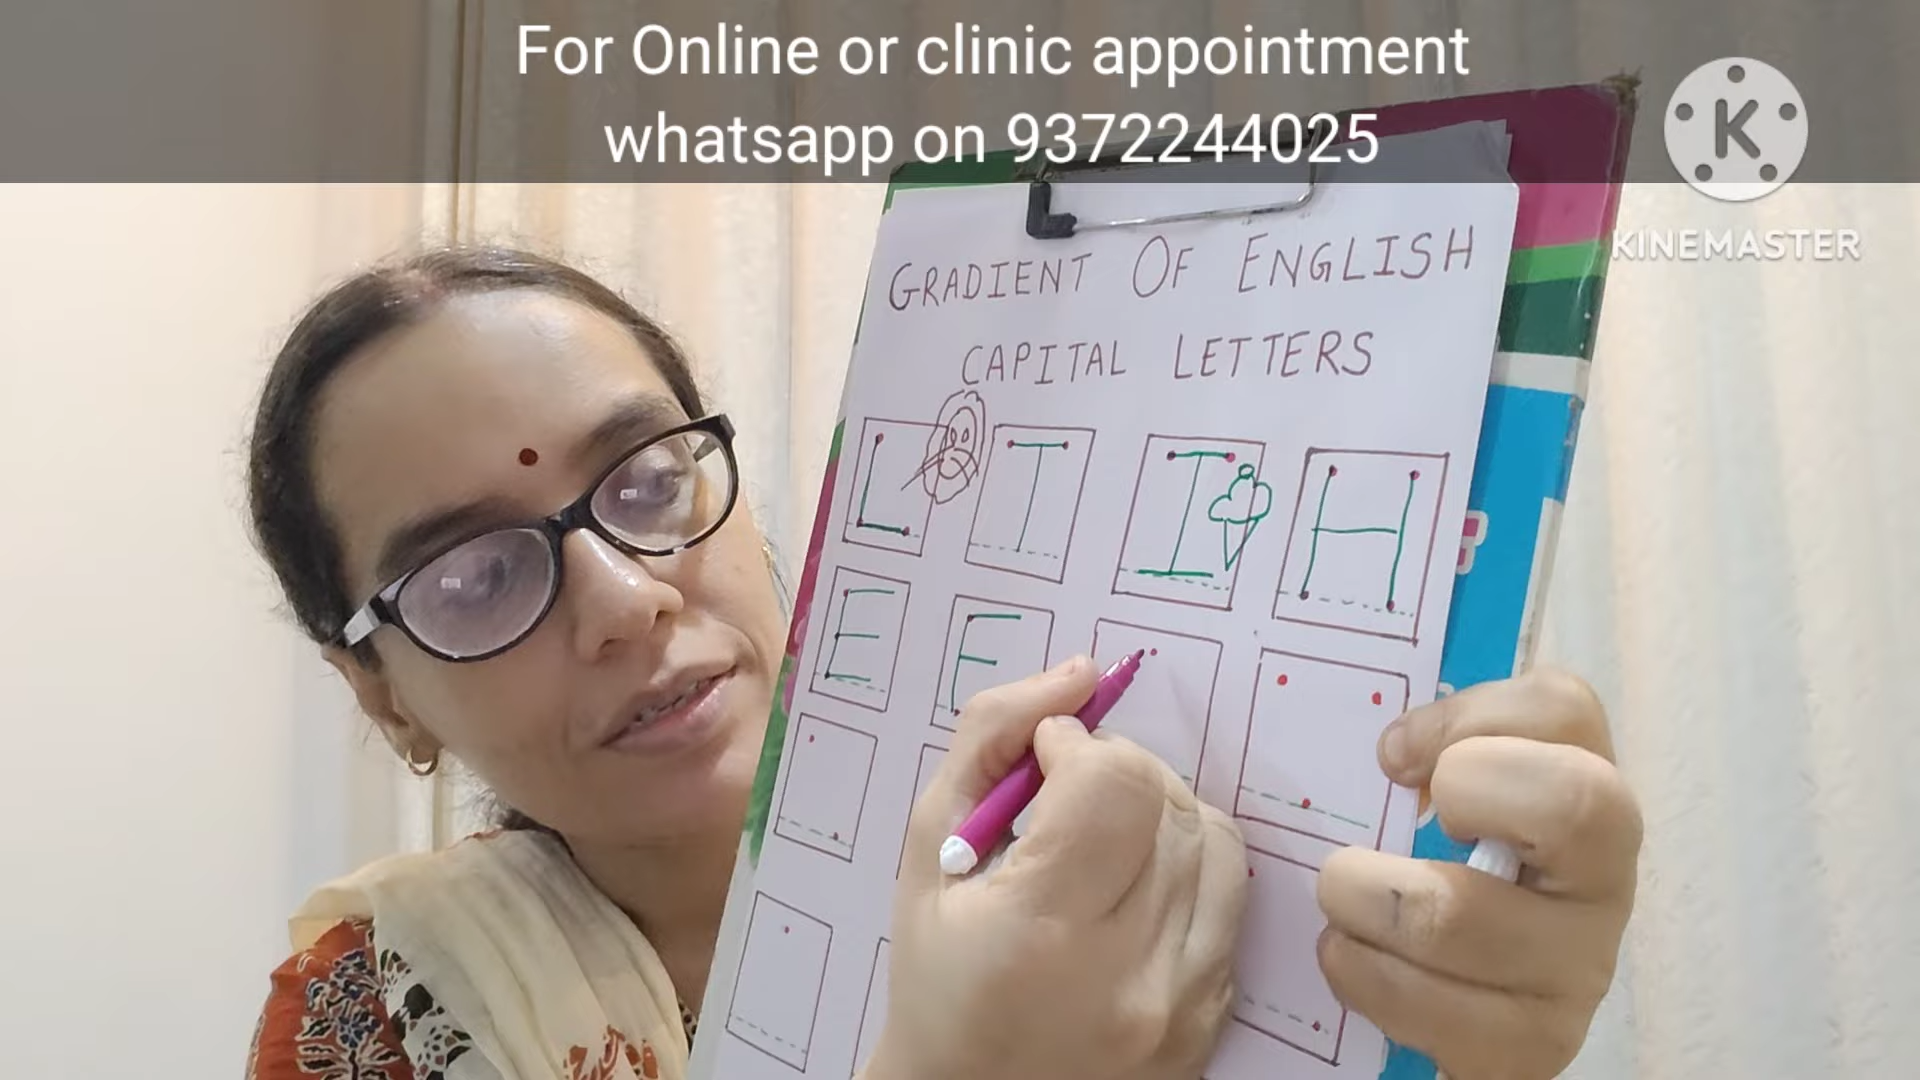 For Online or clinic appointment
whatsapp on 9372244025
K
KINEMASTER
GRADIENT OF ENGLISH
CAPITAL LETTERS
L T I H
E F